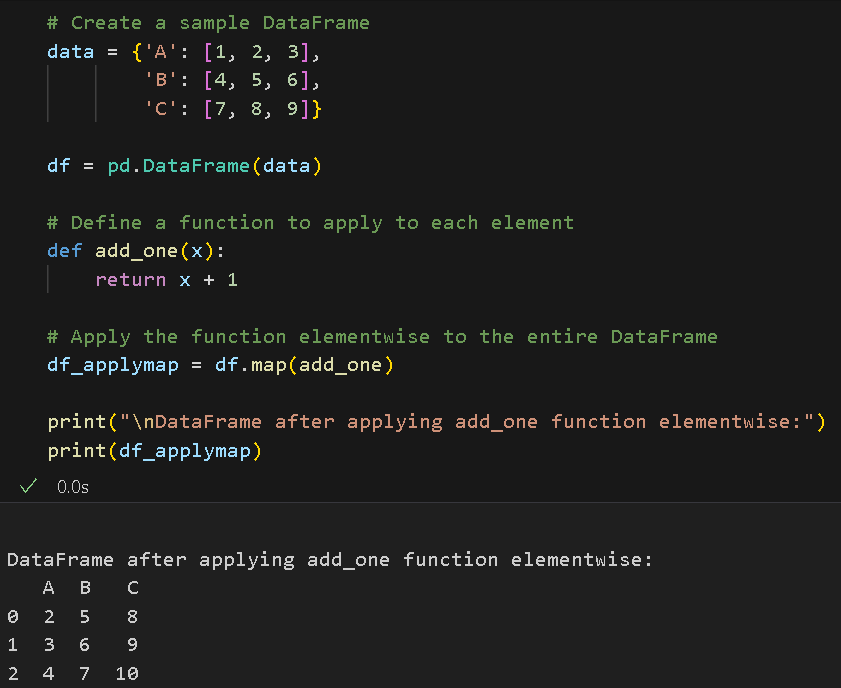 # Create a sample DataFrame
data = {'A': [1, 2, 3],
        'B': [4, 5, 6],
        'C': [7, 8, 9]}
df = pd.DataFrame(data)
# Define a function to apply to each element
def add_one(x):
    return x + 1
# Apply the function elementwise to the entire DataFrame
df_applymap = df.map(add_one)
print("\nDataFrame after applying add_one function elementwise:")
print(df_applymap)
✓ 0.0s
DataFrame after applying add_one function elementwise:
   A  B   C
0  2  5   8
1  3  6   9
2  4  7  10